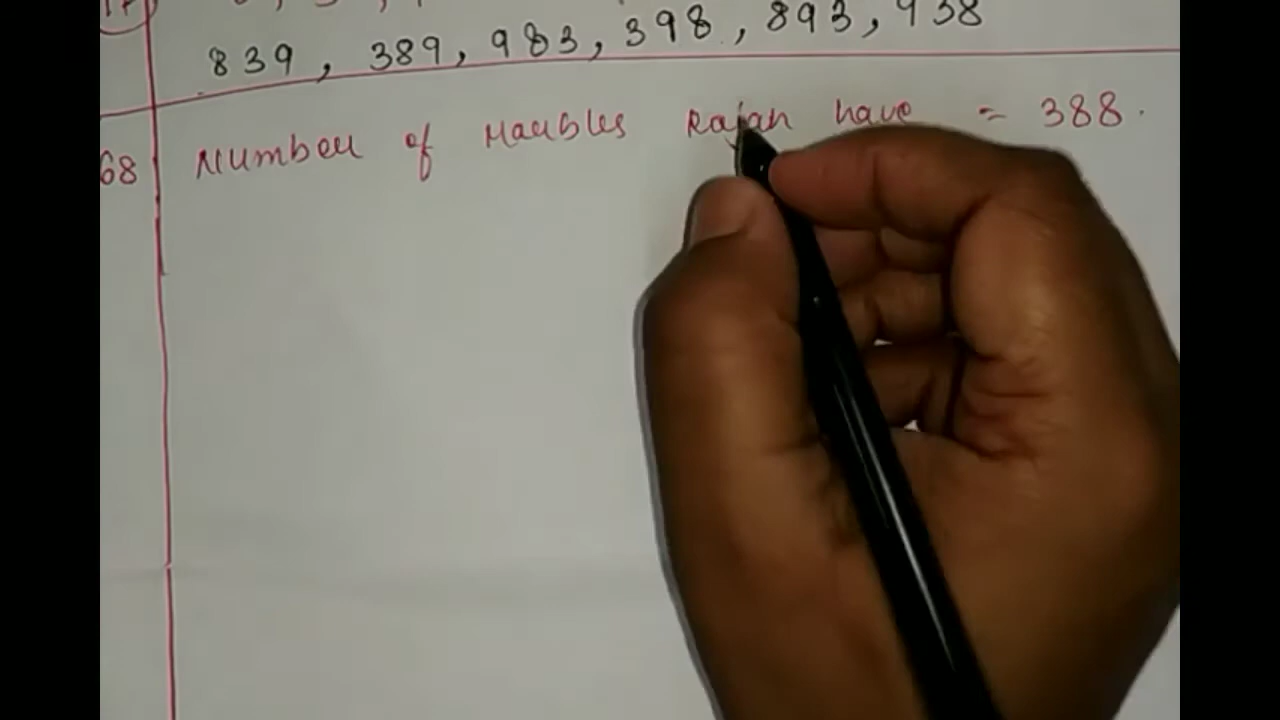 839, 389, 983, 398, 893, 938
68 Number of Marbles Rajan have = 388.